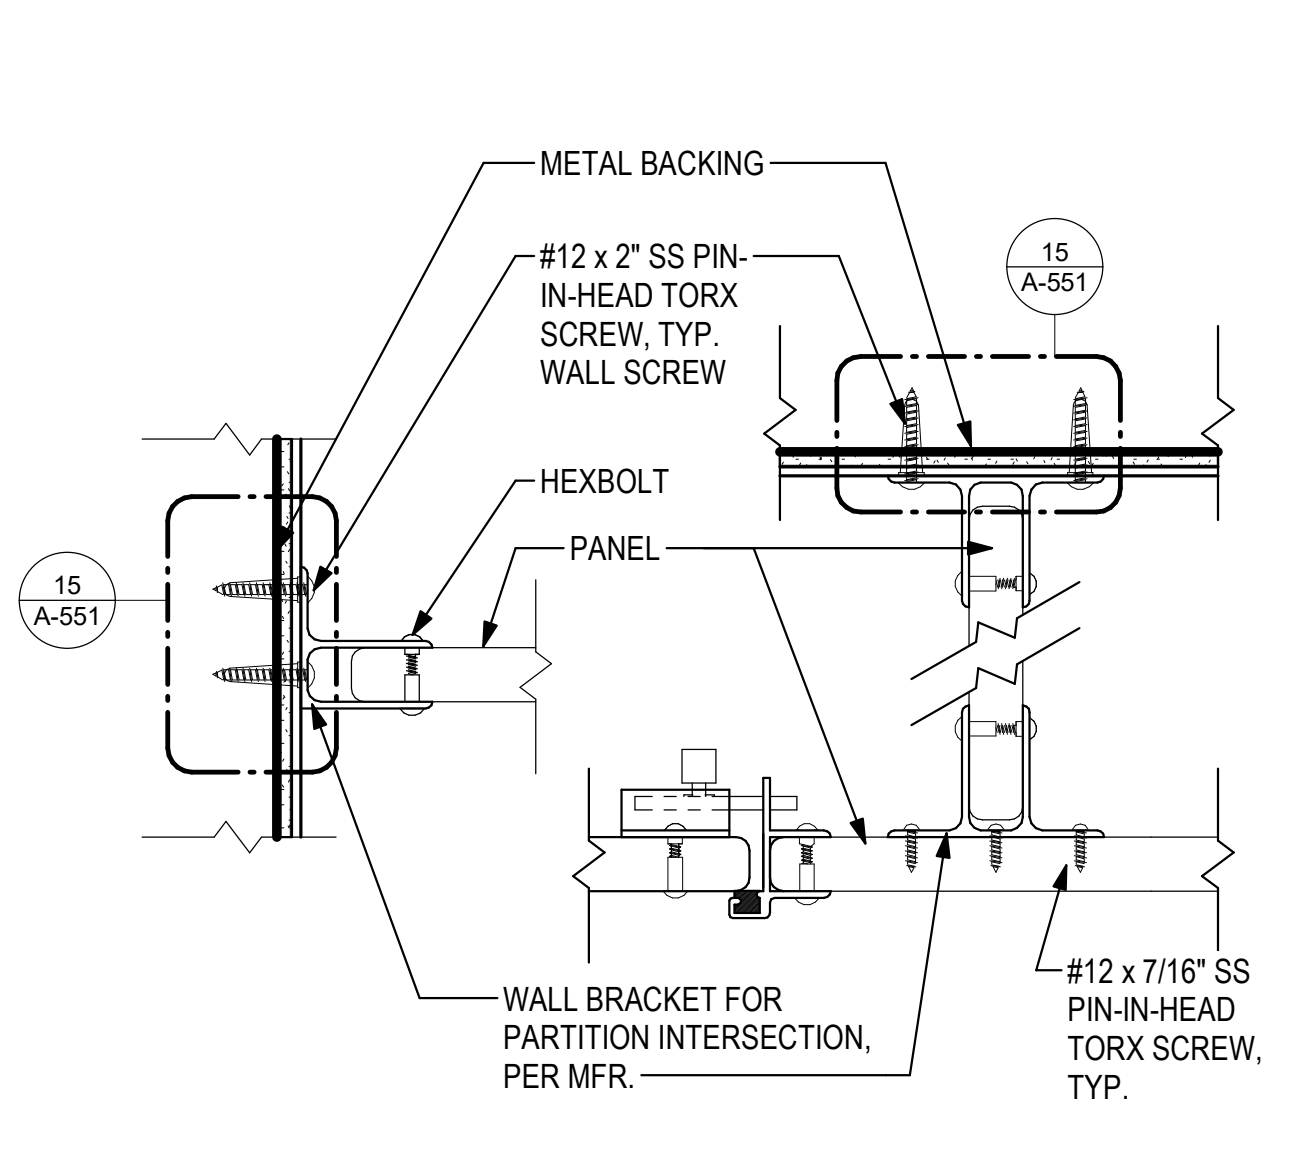 METAL BACKING
#12 x 2" SS PIN-
IN-HEAD TORX
SCREW, TYP.
WALL SCREW
15
A-551
HEXBOLT
PANEL
15
A-551
WALL BRACKET FOR
PARTITION INTERSECTION,
PER MFR.
#12 x 7/16" SS
PIN-IN-HEAD
TORX SCREW,
TYP.